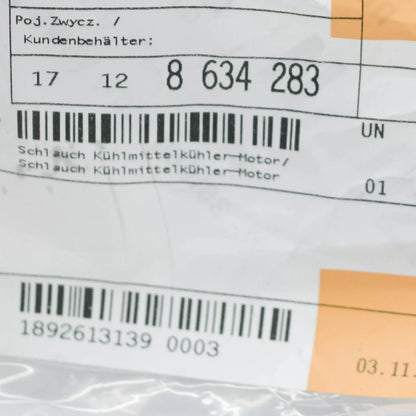 Poj.Zwycz. /
Kundenbehälter:
17 12 8 634 283
UN
Schlauch Kühlmittelkühler-Motor/
Schlauch Kühlmittelkühler-Motor
01
1892613139 0003
03.11.